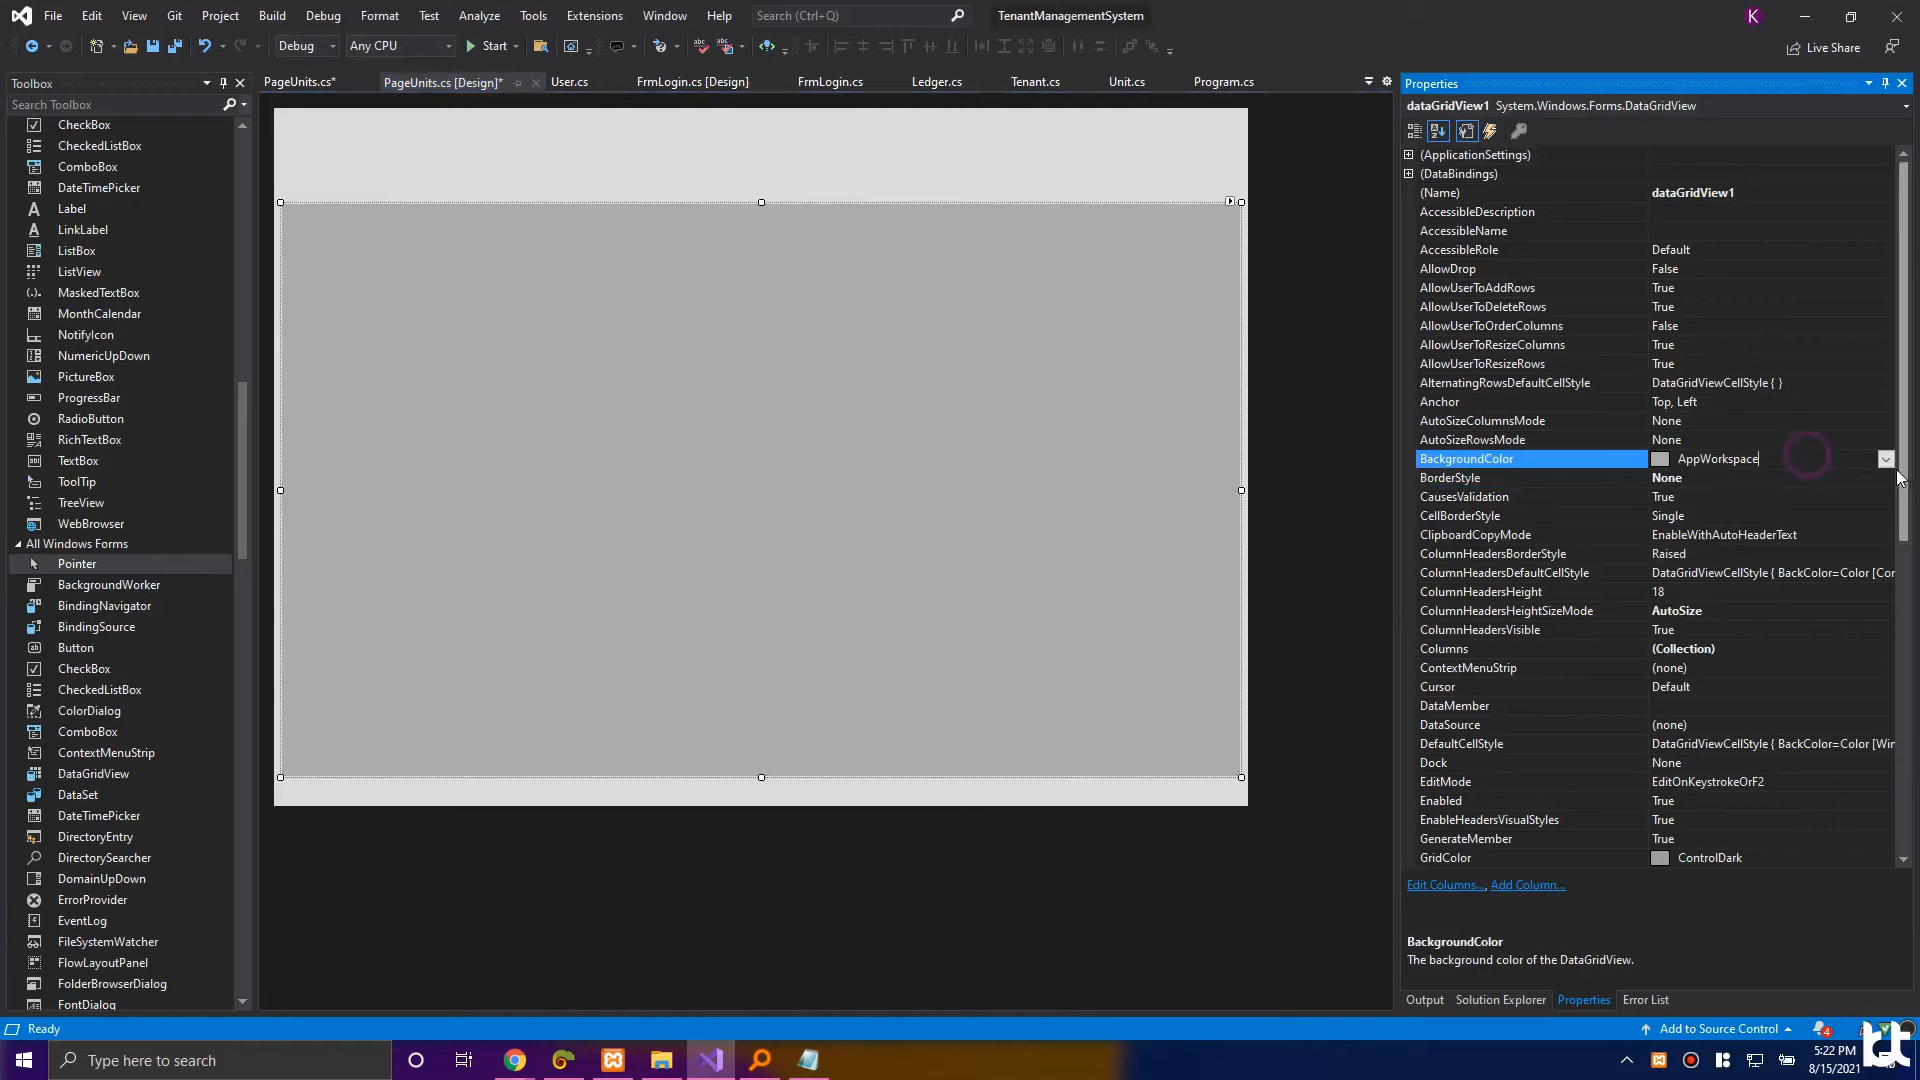 File Edit View Git Project Build Debug Format Test Analyze Tools Extensions Window Help Search (Ctrl+Q) TenantManagementSystem K
Debug Any CPU Start Live Share
Toolbox
Search Toolbox
CheckBox
CheckedListBox
ComboBox
DateTimePicker
Label
LinkLabel
ListBox
ListView
MaskedTextBox
MonthCalendar
NotifyIcon
NumericUpDown
PictureBox
ProgressBar
RadioButton
RichTextBox
TextBox
ToolTip
TreeView
WebBrowser
All Windows Forms
Pointer
BackgroundWorker
BindingNavigator
BindingSource
Button
CheckBox
CheckedListBox
ColorDialog
ComboBox
ContextMenuStrip
DataGridView
DataSet
DateTimePicker
DirectoryEntry
DirectorySearcher
DomainUpDown
ErrorProvider
EventLog
FileSystemWatcher
FlowLayoutPanel
FolderBrowserDialog
FontDialog
PageUnits.cs* PageUnits.cs [Design]* User.cs FrmLogin.cs [Design] FrmLogin.cs Ledger.cs Tenant.cs Unit.cs Program.cs
Properties
dataGridView1 System.Windows.Forms.DataGridView
(ApplicationSettings)
(DataBindings)
(Name) dataGridView1
AccessibleDescription
AccessibleName
AccessibleRole Default
AllowDrop False
AllowUserToAddRows True
AllowUserToDeleteRows True
AllowUserToOrderColumns False
AllowUserToResizeColumns True
AllowUserToResizeRows True
AlternatingRowsDefaultCellStyle DataGridViewCellStyle { }
Anchor Top, Left
AutoSizeColumnsMode None
AutoSizeRowsMode None
BackgroundColor AppWorkspace
BorderStyle None
CausesValidation True
CellBorderStyle Single
ClipboardCopyMode EnableWithAutoHeaderText
ColumnHeadersBorderStyle Raised
ColumnHeadersDefaultCellStyle DataGridViewCellStyle { BackColor=Color [Cor
ColumnHeadersHeight 18
ColumnHeadersHeightSizeMode AutoSize
ColumnHeadersVisible True
Columns (Collection)
ContextMenuStrip (none)
Cursor Default
DataMember
DataSource (none)
DefaultCellStyle DataGridViewCellStyle { BackColor=Color [Win
Dock None
EditMode EditOnKeystrokeOrF2
Enabled True
EnableHeadersVisualStyles True
GenerateMember True
GridColor ControlDark
Edit Columns..., Add Column...
BackgroundColor
The background color of the DataGridView.
Output Solution Explorer Properties Error List
Ready Add to Source Control 4
Type here to search
5:22 PM
8/15/2021